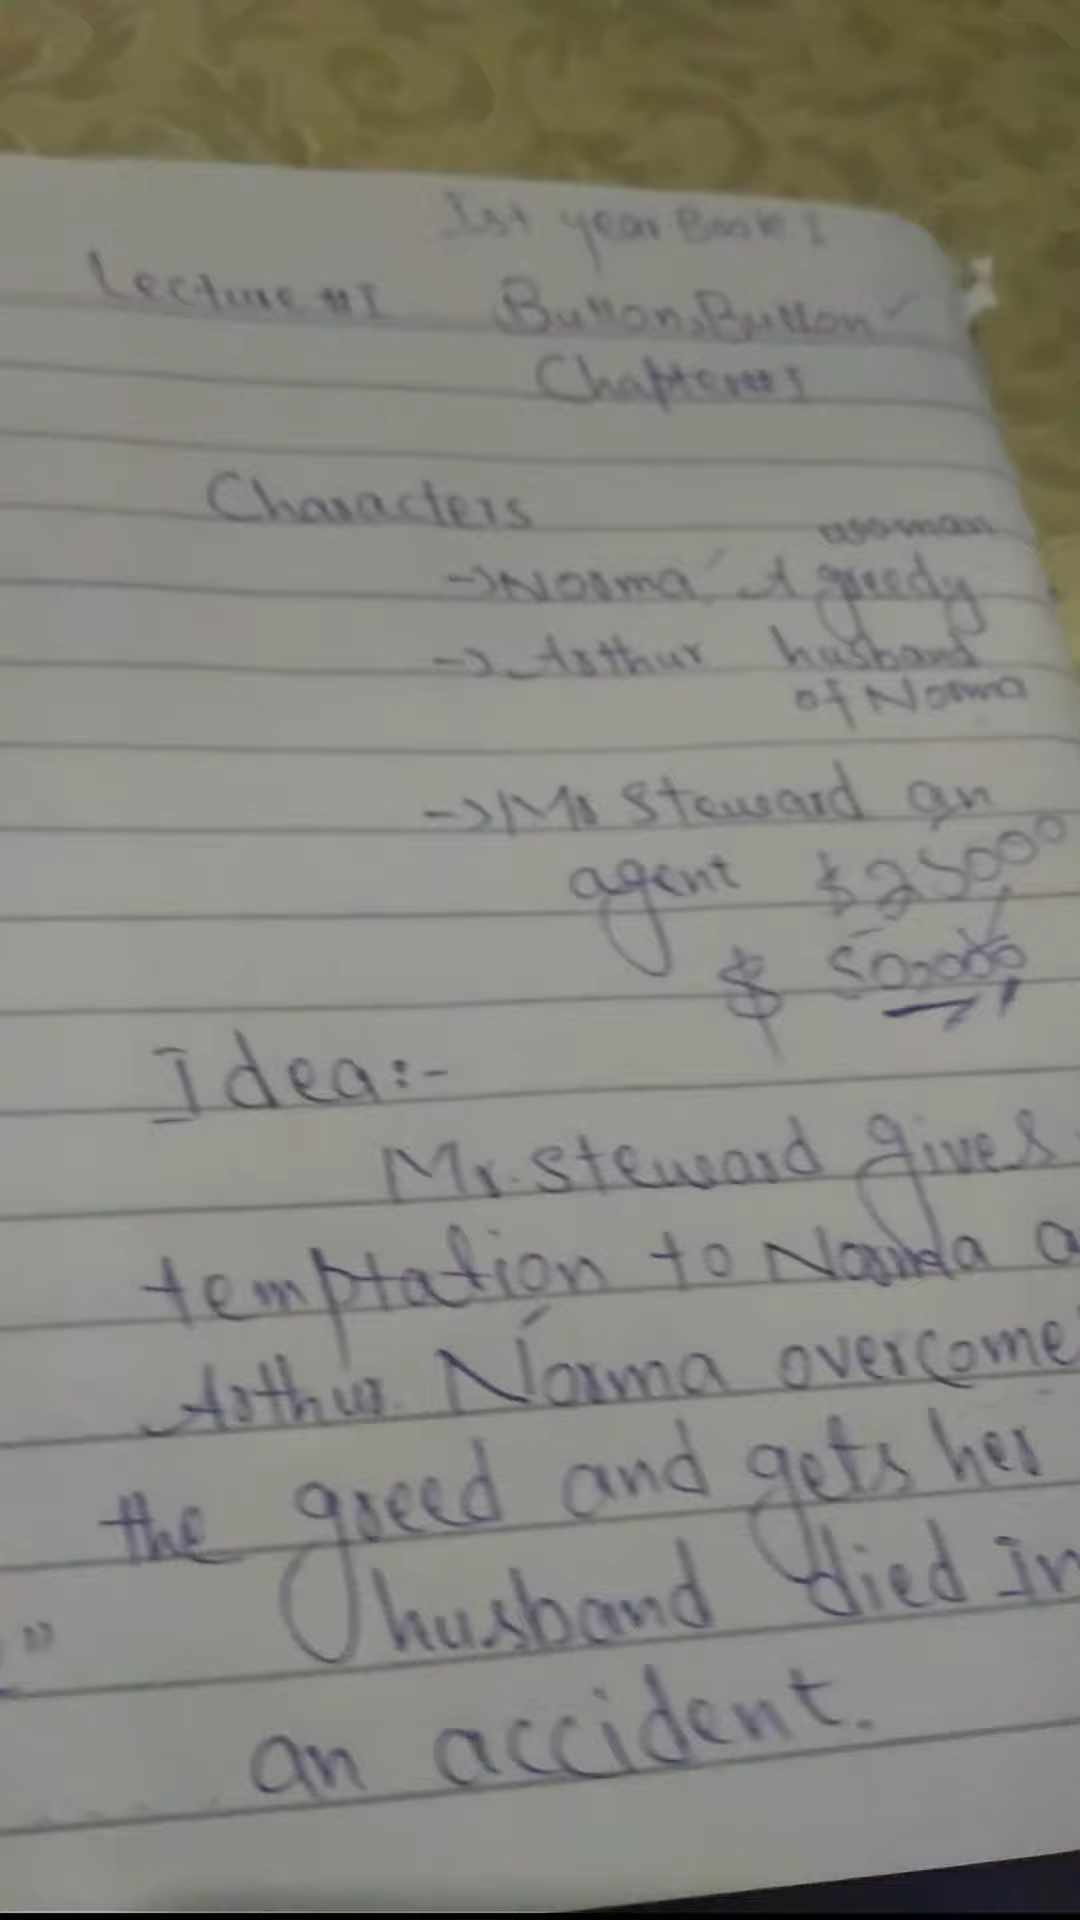 1st year Book 1
Lecture #1 Button, Button
Chapter #1
Characters
woman
→ Norma A greedy
→ Arthur husband
of Norma
→ Mr Steward an
agent $25000
$ 50,000
Idea:-
Mr. Steward gives
temptation to Norma a
Arthur. Norma overcome
the greed and gets her
husband died in
an accident.